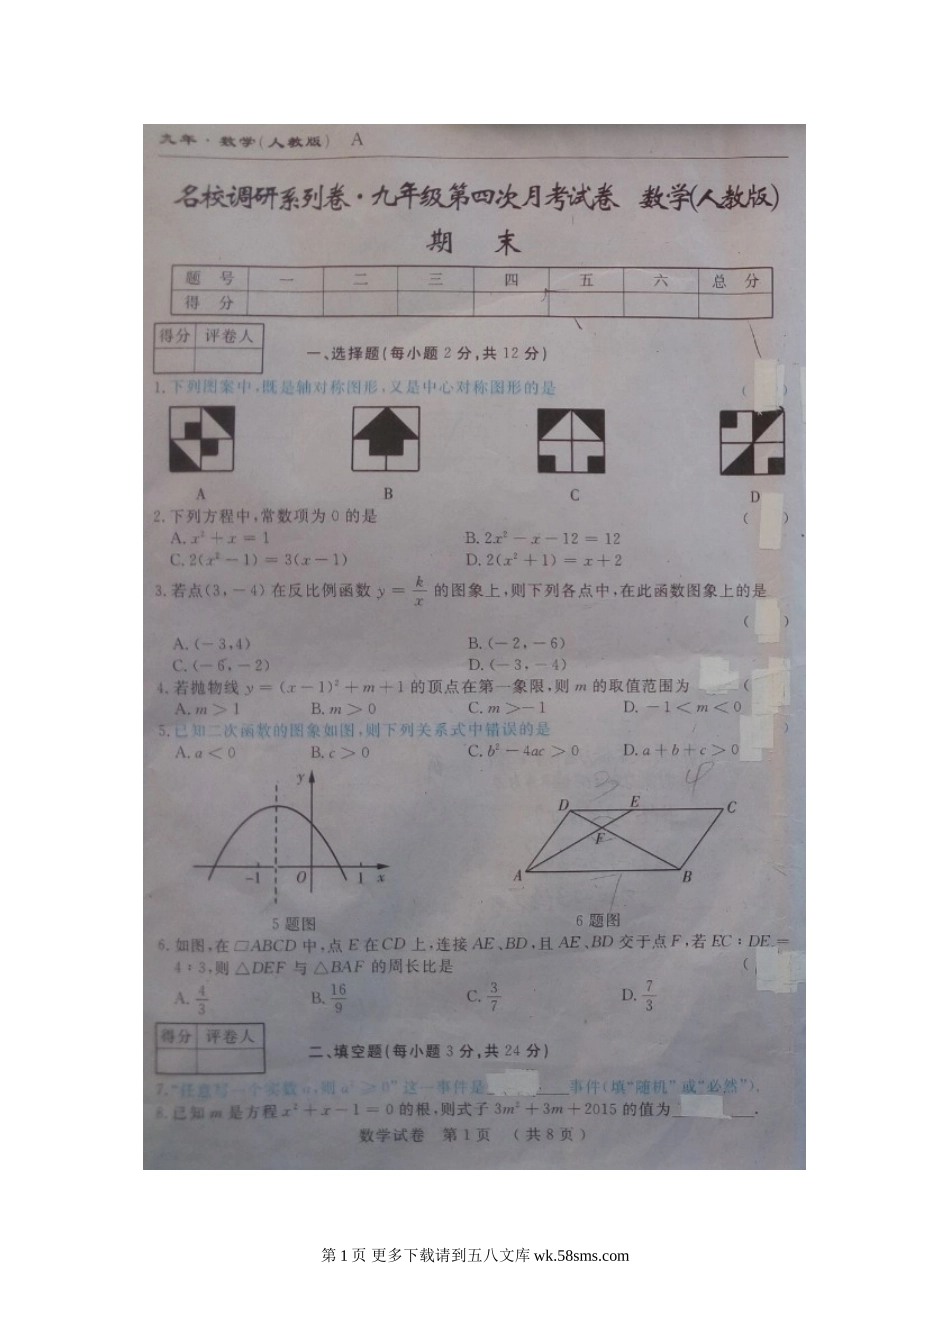 九年·数学(人教版) A
名校调研系列卷·九年级第四次月考试卷 数学(人教版)
期 末
题 号 一 二 三 四 五 六 总 分
得 分
得分 评卷人
一、选择题(每小题2分,共12分)
1.下列图案中,既是轴对称图形,又是中心对称图形的是 ( )
A B C D
2.下列方程中,常数项为0的是 ( )
A. x²+x=1 B. 2x²-x-12=12
C. 2(x²-1)=3(x-1) D. 2(x²+1)=x+2
3.若点(3,-4)在反比例函数 y=k/x 的图象上,则下列各点中,在此函数图象上的是
( )
A. (-3,4) B. (-2,-6)
C. (-6,-2) D. (-3,-4)
4.若抛物线 y=(x-1)²+m+1 的顶点在第一象限,则 m 的取值范围为 (
A. m>1 B. m>0 C. m>-1 D. -1<m<0
5.已知二次函数的图象如图,则下列关系式中错误的是 )
A. a<0 B. c>0 C. b²-4ac>0 D. a+b+c>0
y
-1 O 1 x
3 4
D E C
F
A B
7
5题图 6题图
6.如图,在□ABCD中,点E在CD上,连接AE、BD,且AE、BD交于点F,若EC:DE=
4:3,则△DEF与△BAF的周长比是 (
A. 4/3 B. 16/9 C. 3/7 D. 7/3
得分 评卷人
二、填空题(每小题3分,共24分)
7.“任意写一个实数a,则a²≥0”这一事件是____事件(填“随机”或“必然”).
8.已知m是方程x²+x-1=0的根,则式子3m²+3m+2015的值为____.
数学试卷 第1页 (共8页)
第 1 页 更多下载请到五八文库 wk.58sms.com